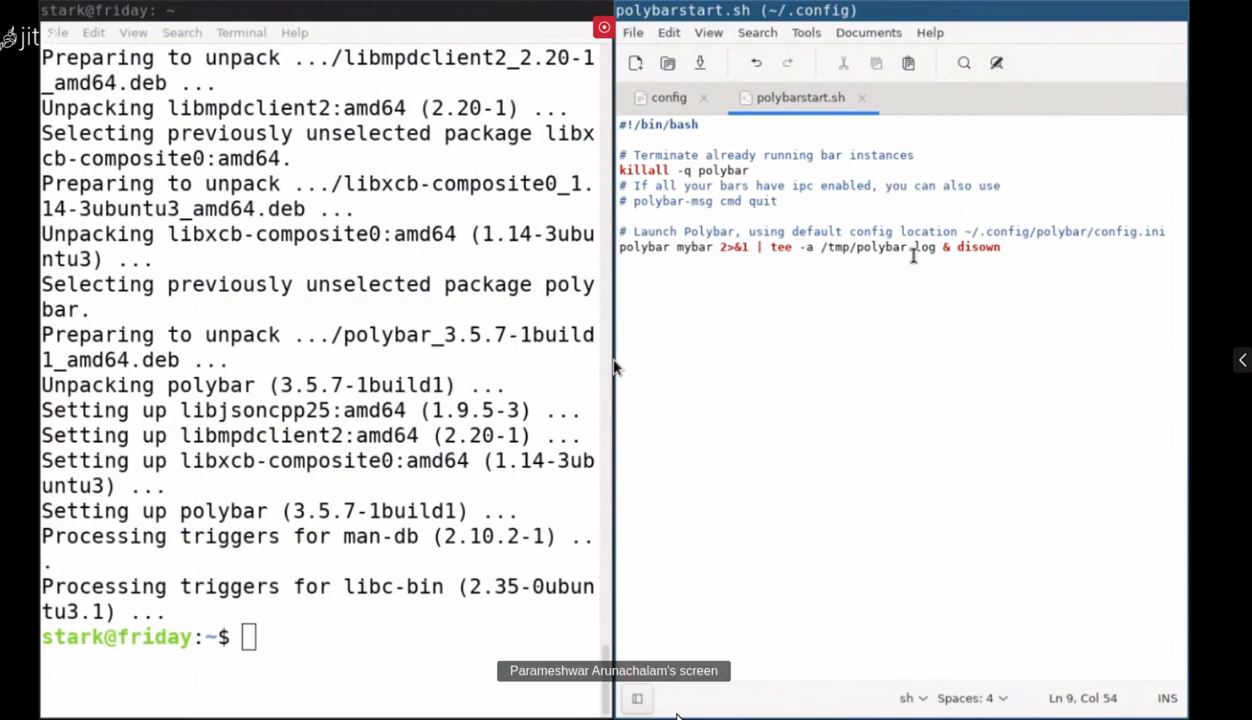 stark@friday: ~
jit
File Edit View Search Terminal Help
Preparing to unpack .../libmpdclient2_2.20-1
_amd64.deb ...
Unpacking libmpdclient2:amd64 (2.20-1) ...
Selecting previously unselected package libx
cb-composite0:amd64.
Preparing to unpack .../libxcb-composite0_1.
14-3ubuntu3_amd64.deb ...
Unpacking libxcb-composite0:amd64 (1.14-3ubu
ntu3) ...
Selecting previously unselected package poly
bar.
Preparing to unpack .../polybar_3.5.7-1build
1_amd64.deb ...
Unpacking polybar (3.5.7-1build1) ...
Setting up libjsoncpp25:amd64 (1.9.5-3) ...
Setting up libmpdclient2:amd64 (2.20-1) ...
Setting up libxcb-composite0:amd64 (1.14-3ub
untu3) ...
Setting up polybar (3.5.7-1build1) ...
Processing triggers for man-db (2.10.2-1) ..
.
Processing triggers for libc-bin (2.35-0ubun
tu3.1) ...
stark@friday:~$
polybarstart.sh (~/.config)
File Edit View Search Tools Documents Help
config polybarstart.sh
#!/bin/bash
# Terminate already running bar instances
killall -q polybar
# If all your bars have ipc enabled, you can also use
# polybar-msg cmd quit
# Launch Polybar, using default config location ~/.config/polybar/config.ini
polybar mybar 2>&1 | tee -a /tmp/polybar.log & disown
sh Spaces: 4 Ln 9, Col 54 INS
Parameshwar Arunachalam's screen